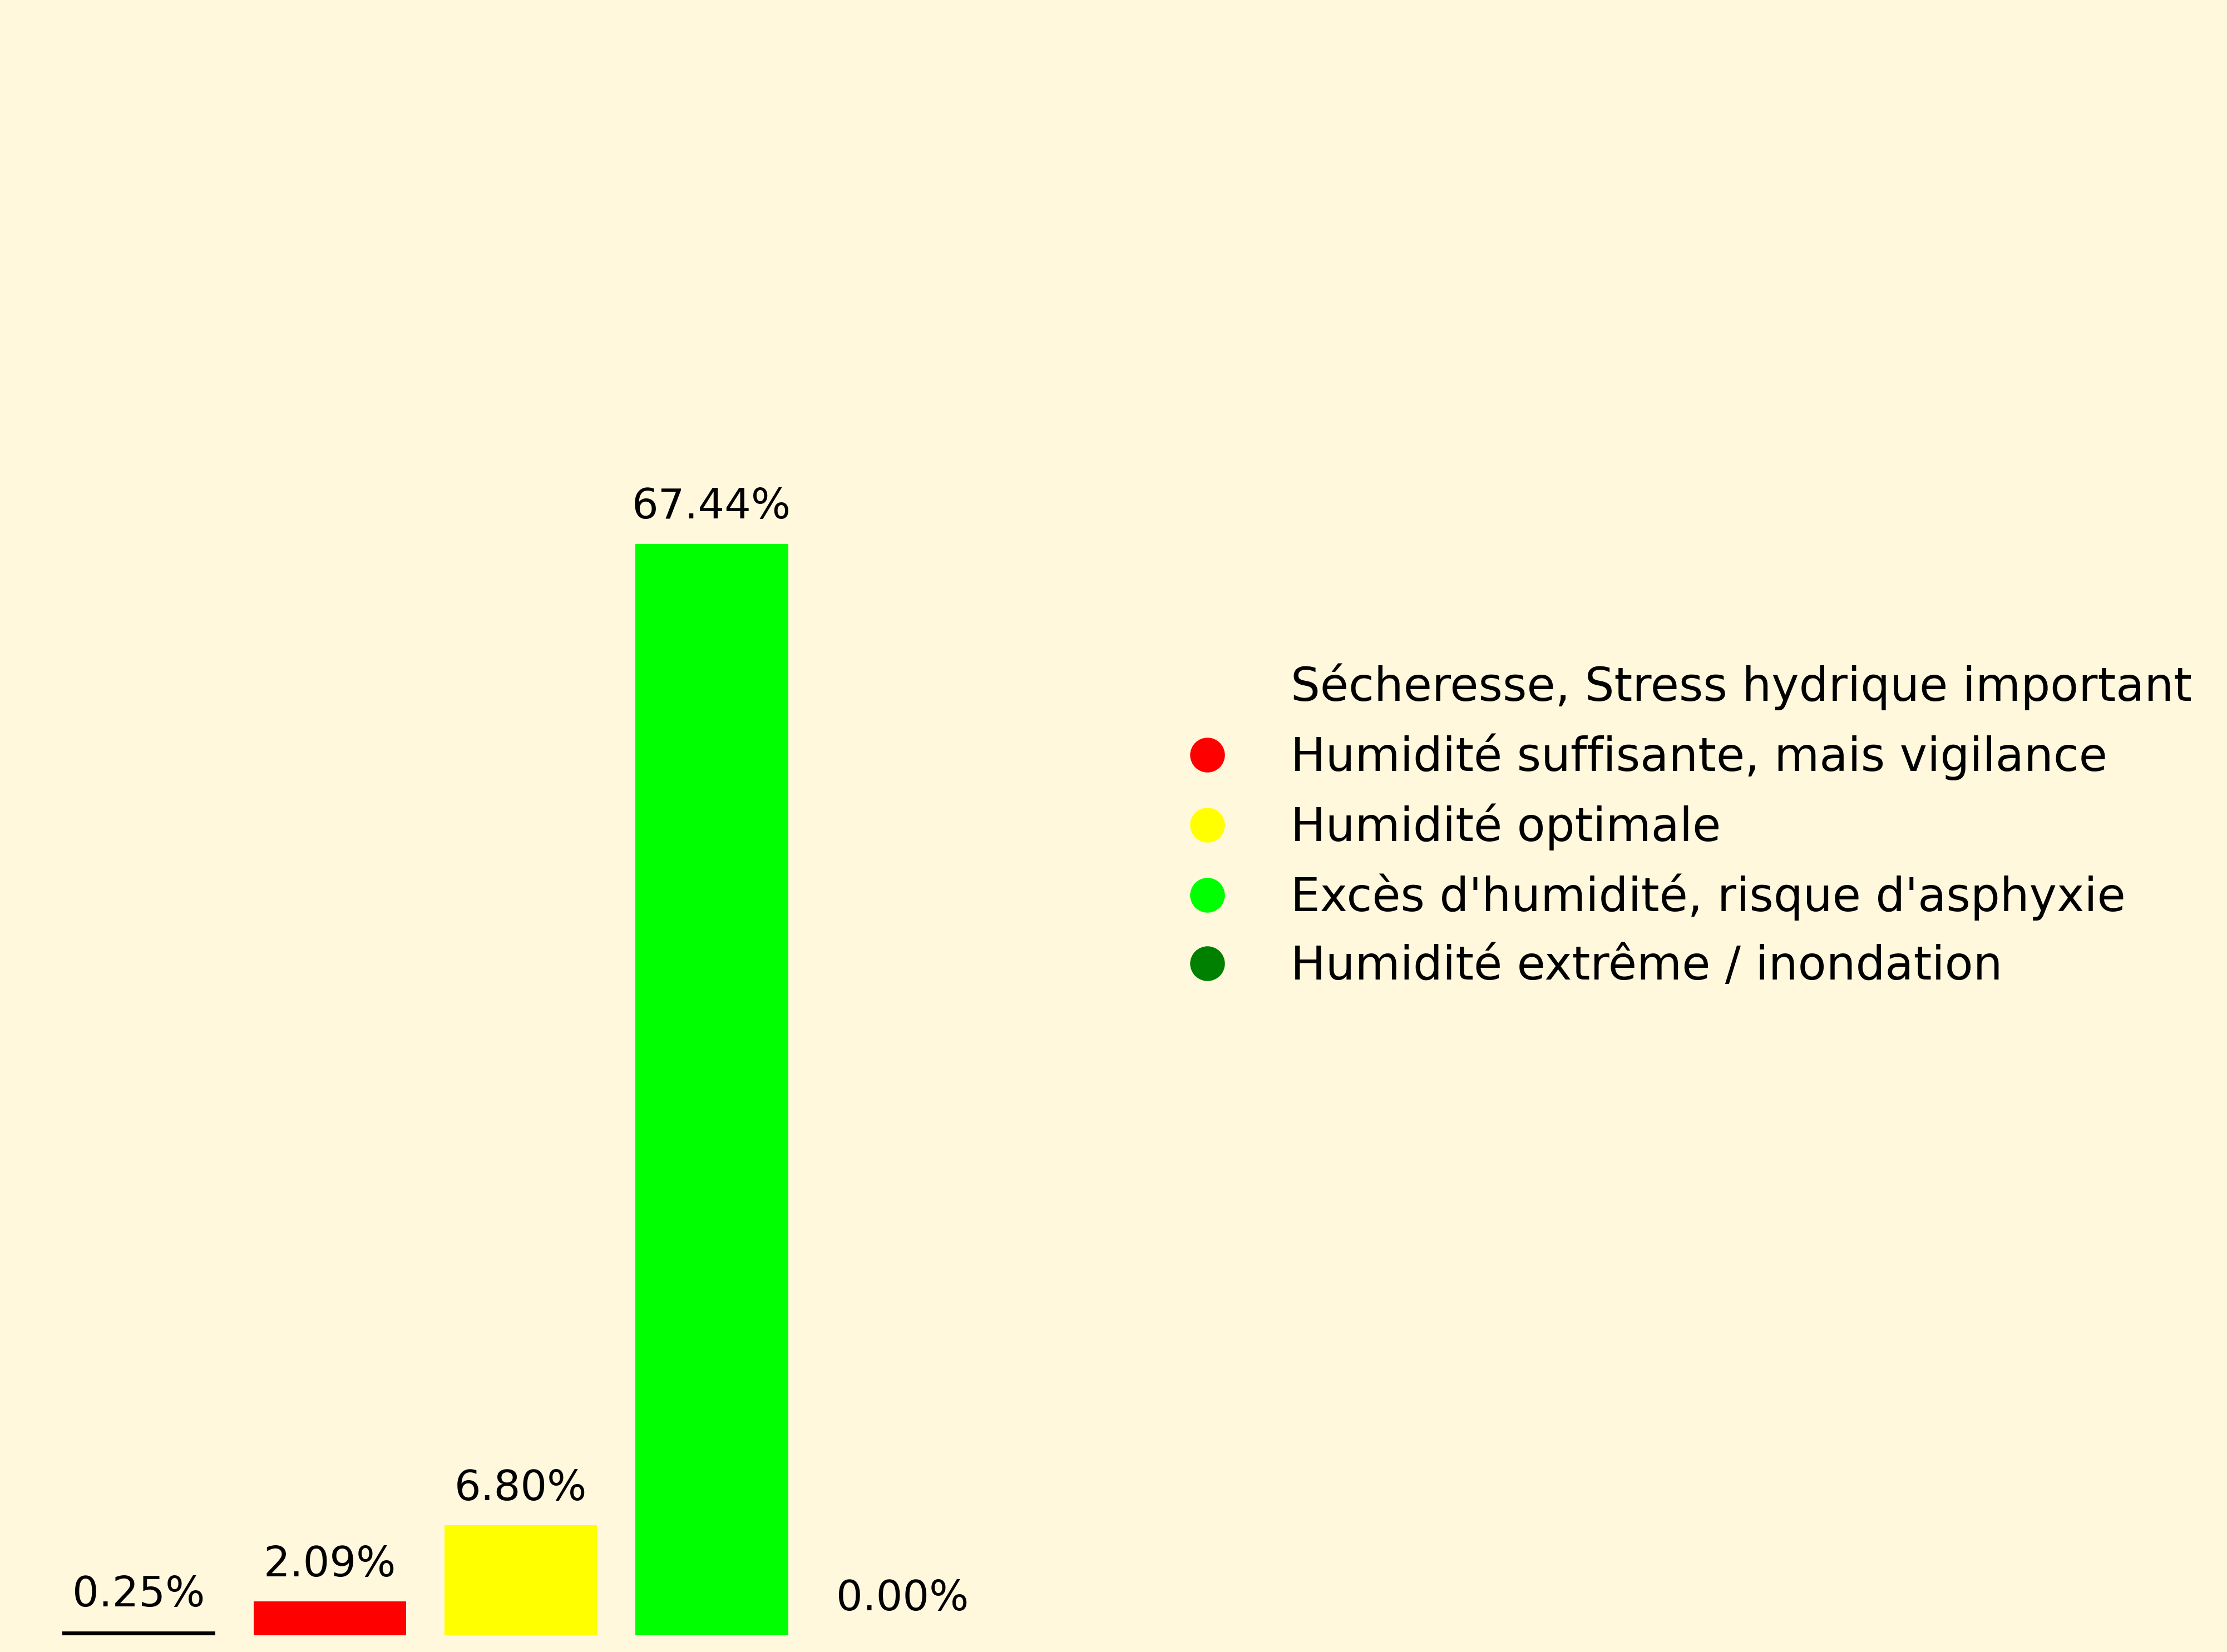 67.44%
Sécheresse, Stress hydrique important
Humidité suffisante, mais vigilance
Humidité optimale
Excès d'humidité, risque d'asphyxie
Humidité extrême / inondation
6.80%
2.09%
0.25%
0.00%